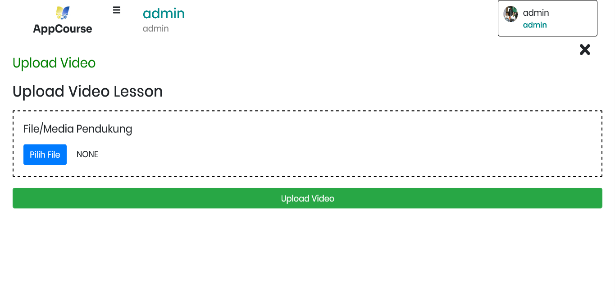 AppCourse
admin
admin
admin
admin
Upload Video
Upload Video Lesson
File/Media Pendukung
Pilih File NONE
Upload Video